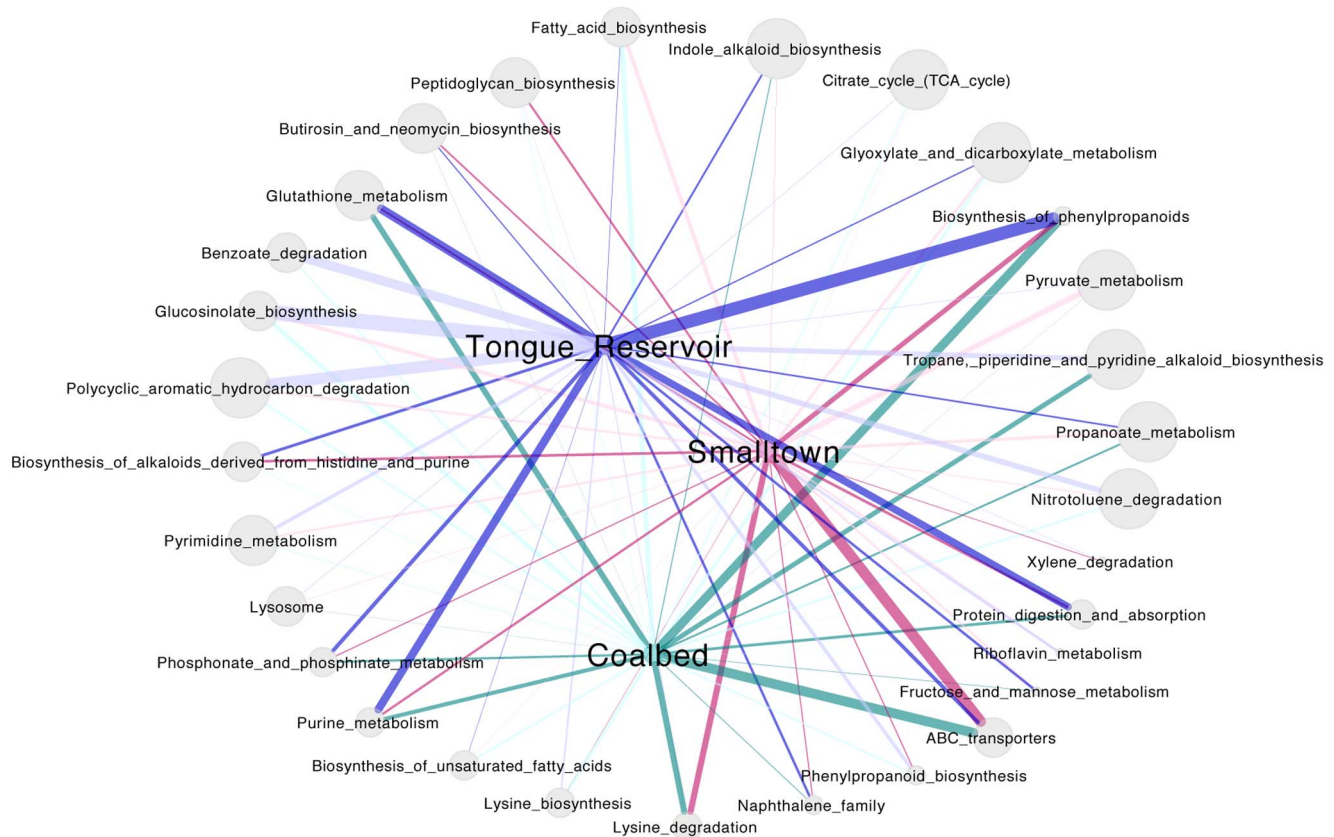 Fatty_acid_biosynthesis
Indole_alkaloid_biosynthesis
Citrate_cycle_(TCA_cycle)
Peptidoglycan_biosynthesis
Butirosin_and_neomycin_biosynthesis
Glyoxylate_and_dicarboxylate_metabolism
Glutathione_metabolism
Biosynthesis_of_phenylpropanoids
Benzoate_degradation
Pyruvate_metabolism
Glucosinolate_biosynthesis
Tongue_Reservoir
Tropane,_piperidine_and_pyridine_alkaloid_biosynthesis
Polycyclic_aromatic_hydrocarbon_degradation
Propanoate_metabolism
Smalltown
Biosynthesis_of_alkaloids_derived_from_histidine_and_purine
Nitrotoluene_degradation
Pyrimidine_metabolism
Xylene_degradation
Lysosome
Protein_digestion_and_absorption
Coalbed
Riboflavin_metabolism
Phosphonate_and_phosphinate_metabolism
Fructose_and_mannose_metabolism
Purine_metabolism
ABC_transporters
Biosynthesis_of_unsaturated_fatty_acids
Phenylpropanoid_biosynthesis
Lysine_biosynthesis
Naphthalene_family
Lysine_degradation